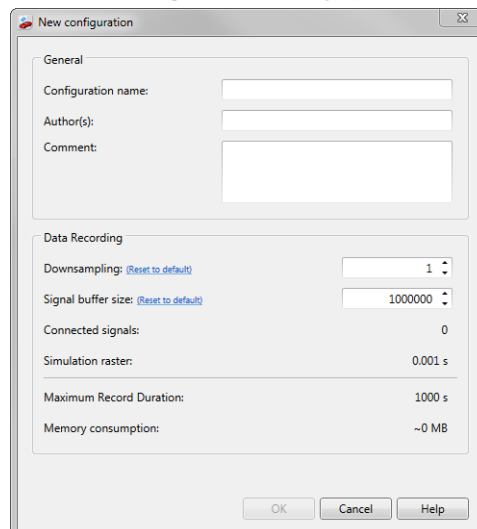 New configuration
General
Configuration name:
Author(s):
Comment:
Data Recording
Downsampling: (Reset to default) 1
Signal buffer size: (Reset to default) 1000000
Connected signals: 0
Simulation raster: 0.001 s
Maximum Record Duration: 1000 s
Memory consumption: ~0 MB
OK Cancel Help